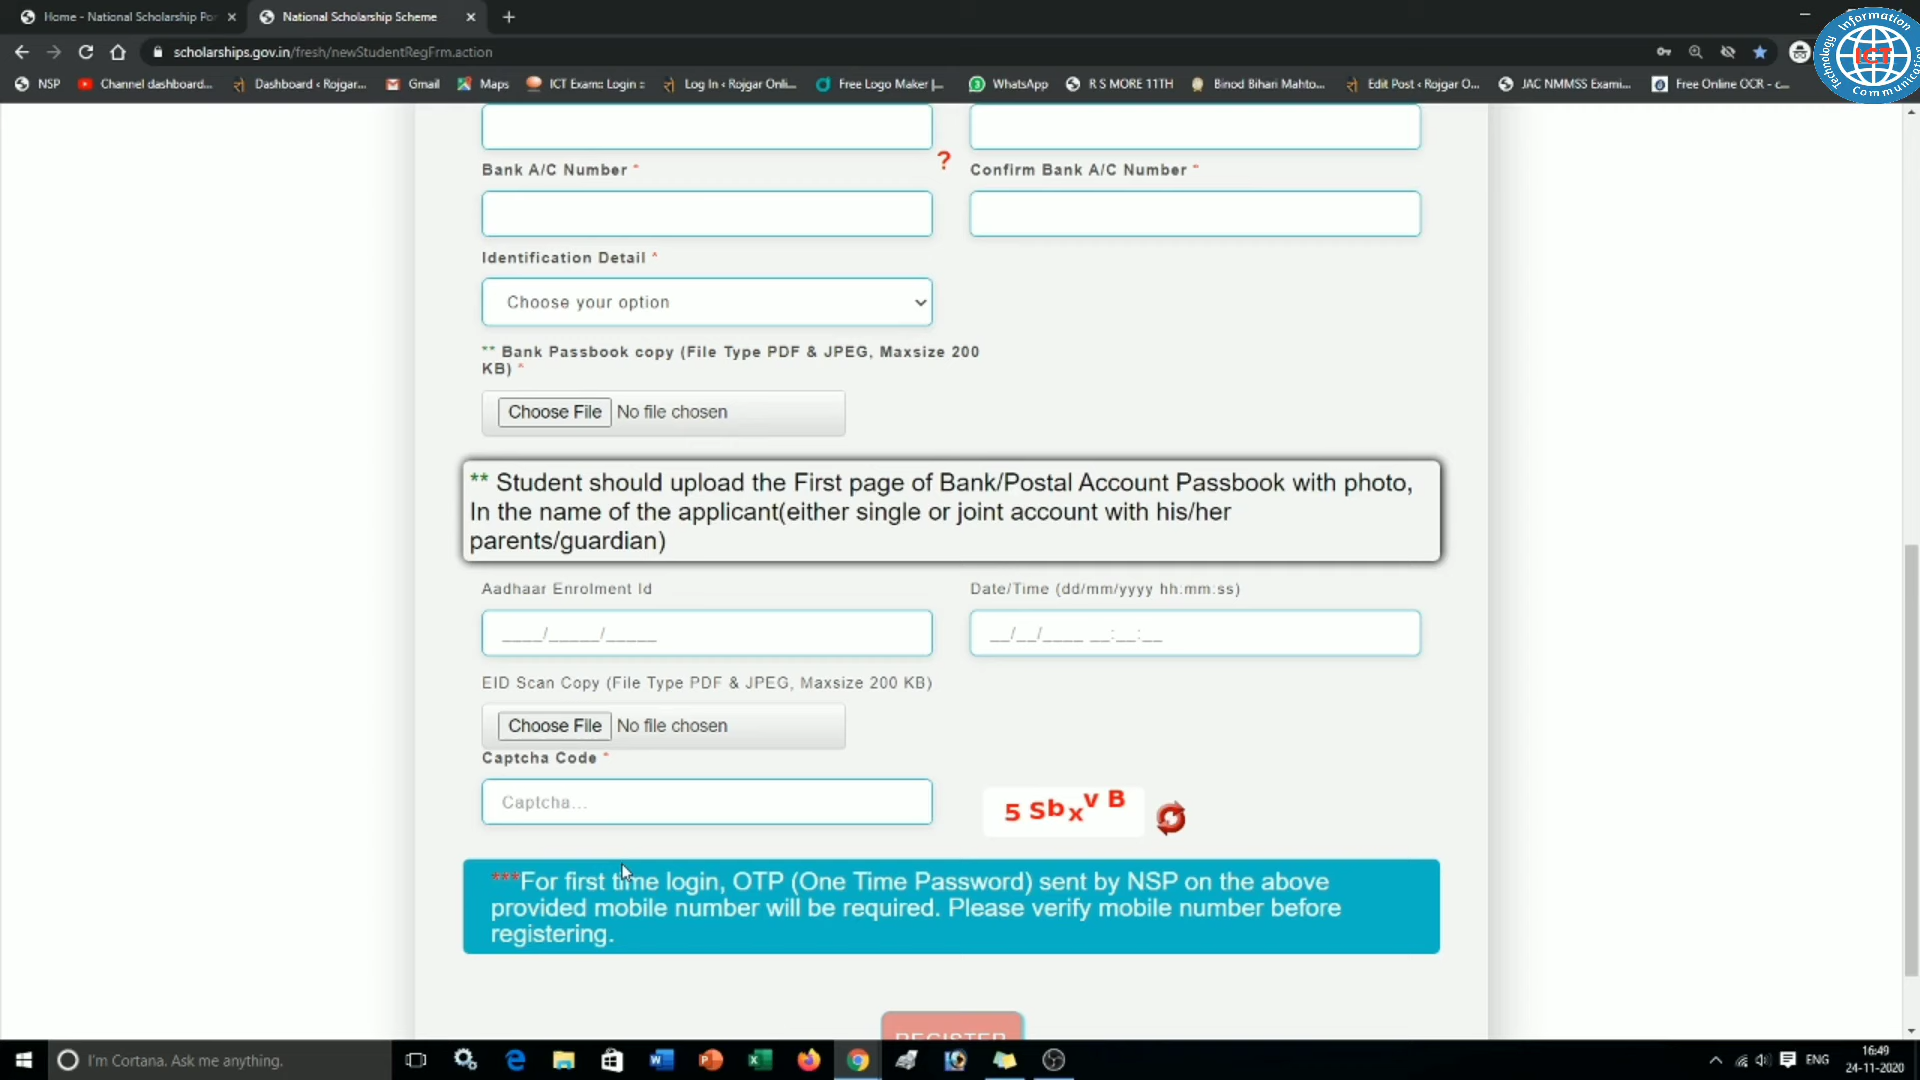 Home - National Scholarship Po
National Scholarship Scheme
scholarships.gov.in/fresh/newStudentRegFrm.action
NSP
Channel dashboard...
Dashboard ‹ Rojgar...
Gmail
Maps
ICT Exam: Login ::
Log In ‹ Rojgar Onli...
Free Logo Maker |...
WhatsApp
R S MORE 11TH
Binod Bihari Mahto...
Edit Post ‹ Rojgar O...
JAC NMMSS Exami...
Free Online OCR - c...
Information
ICT
Technology
Communication
Bank A/C Number *
?
Confirm Bank A/C Number *
Identification Detail *
Choose your option
** Bank Passbook copy (File Type PDF & JPEG, Maxsize 200
KB) *
Choose File No file chosen
** Student should upload the First page of Bank/Postal Account Passbook with photo,
In the name of the applicant(either single or joint account with his/her
parents/guardian)
Aadhaar Enrolment Id
Date/Time (dd/mm/yyyy hh:mm:ss)
____/_____/_____
__/__/____ __:__:__
EID Scan Copy (File Type PDF & JPEG, Maxsize 200 KB)
Choose File No file chosen
Captcha Code *
Captcha...
5 Sbxv B
***For first time login, OTP (One Time Password) sent by NSP on the above
provided mobile number will be required. Please verify mobile number before
registering.
REGISTER
I'm Cortana. Ask me anything.
ENG
16:49
24-11-2020